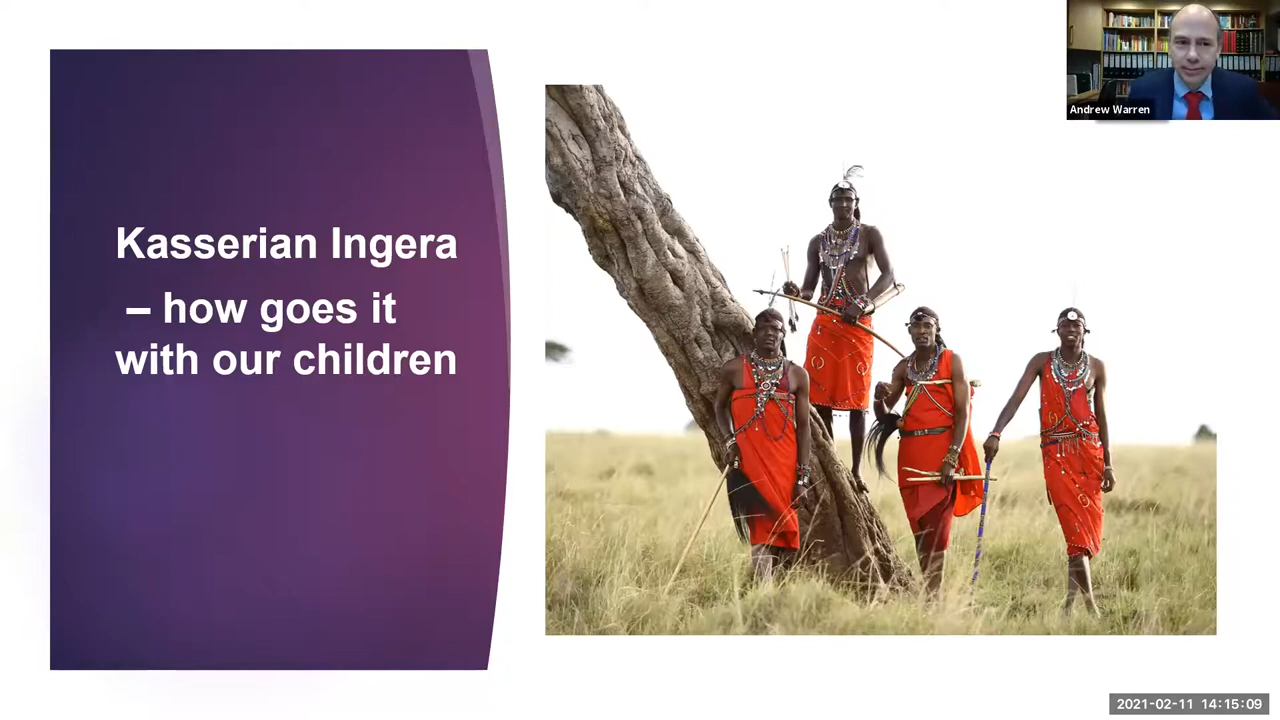 Andrew Warren
Kasserian Ingera
– how goes it
with our children
2021-02-11 14:15:09